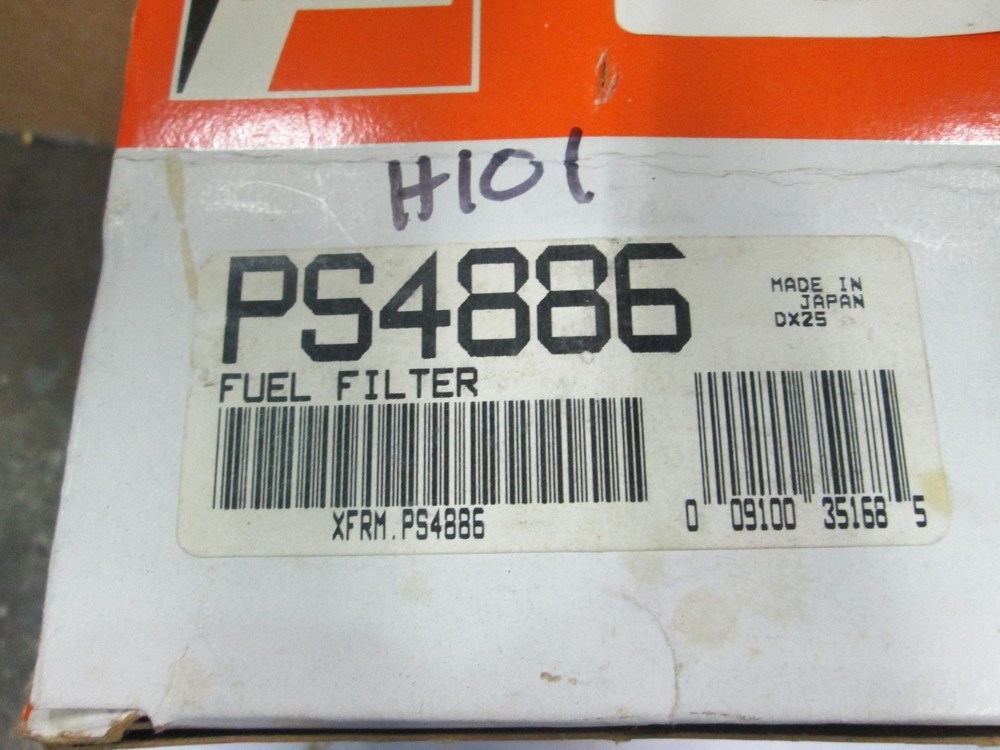 H101
PS4886
MADE IN
JAPAN
DX25
FUEL FILTER
XFRM.PS4886
0 09100 35168 5